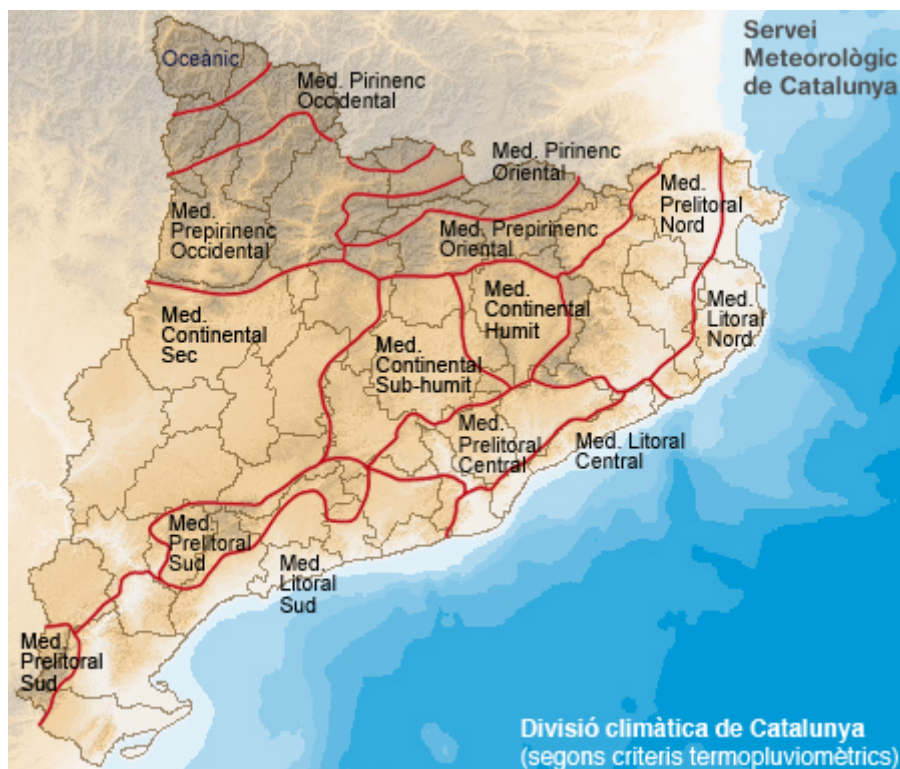 Servei
Meteorològic
de Catalunya
Oceànic
Med. Pirinenc
Occidental
Med. Pirinenc
Oriental
Med.
Prelitoral
Nord
Med.
Prepirinenc
Occidental
Med. Prepirinenc
Oriental
Med.
Continental
Humit
Med.
Litoral
Nord
Med.
Continental
Sec
Med.
Continental
Sub-humit
Med.
Prelitoral
Central
Med. Litoral
Central
Med.
Prelitoral
Sud
Med.
Litoral
Sud
Med.
Prelitoral
Sud
Divisió climàtica de Catalunya
(segons criteris termopluviomètrics)